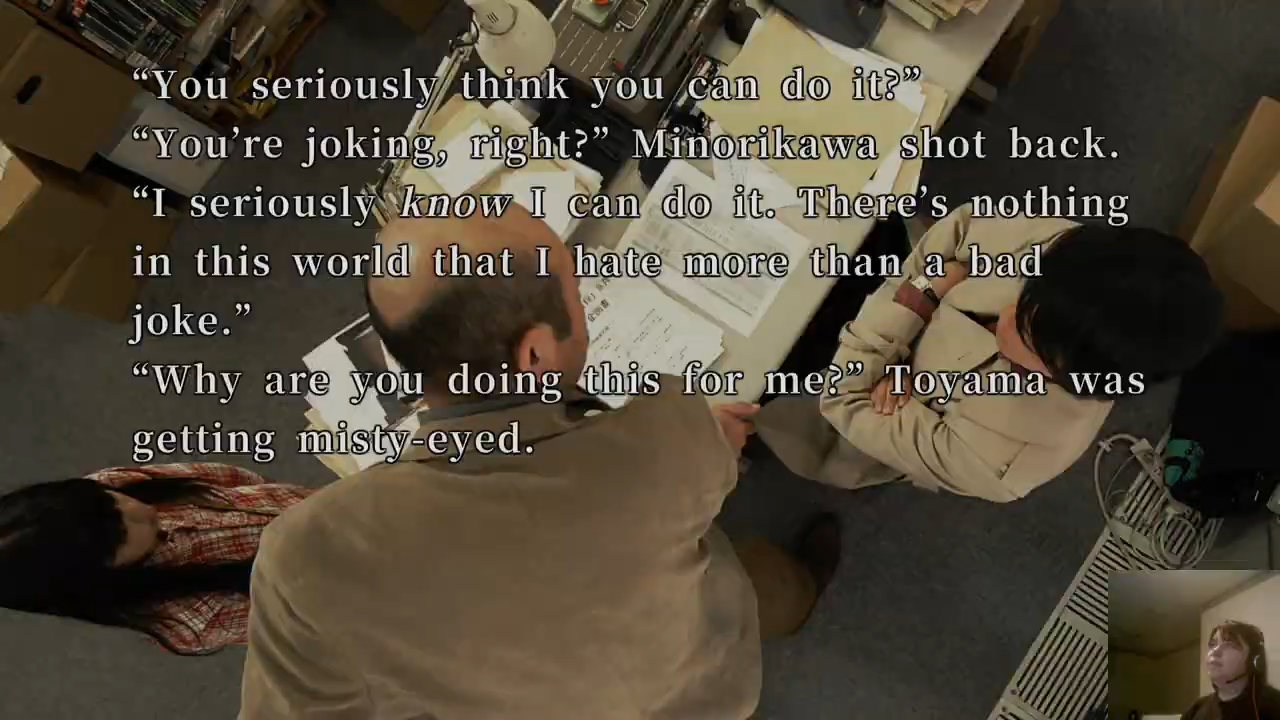 “You seriously think you can do it?”
“You’re joking, right?” Minorikawa shot back.
“I seriously know I can do it. There’s nothing
in this world that I hate more than a bad
joke.”
“Why are you doing this for me?” Toyama was
getting misty-eyed.